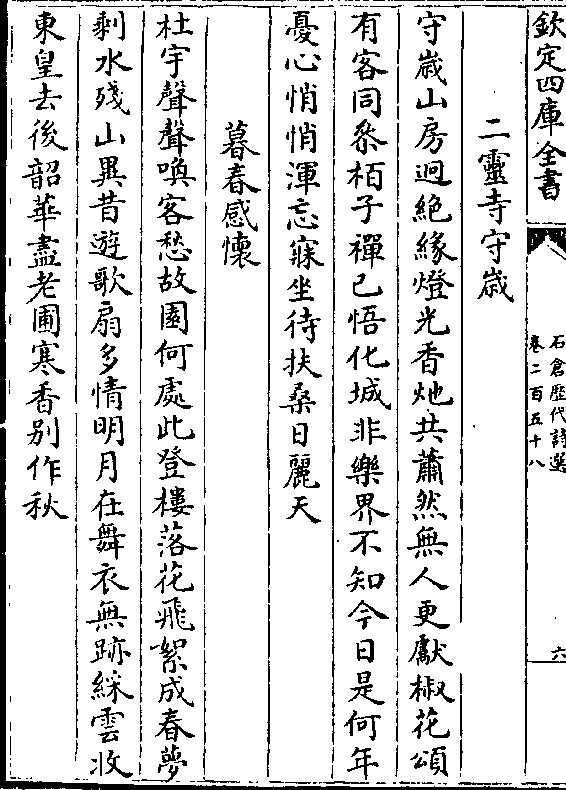 欽定四庫全書
石倉歷代詩選
卷二百五十八
六
二靈寺守歳
守歳山房迥絶緣燈光香灺共蕭然無人更獻椒花頌
有客同叅栢子禪已悟化城非樂界不知今日是何年
憂心悄悄渾忘寐坐待扶桑日麗天
暮春感懷
杜宇聲聲喚客愁故園何處此登樓落花飛絮成春夢
剩水殘山異昔遊歌扇多情明月在舞衣無跡綵雲收
東皇去後韶華盡老圃寒香别作秋